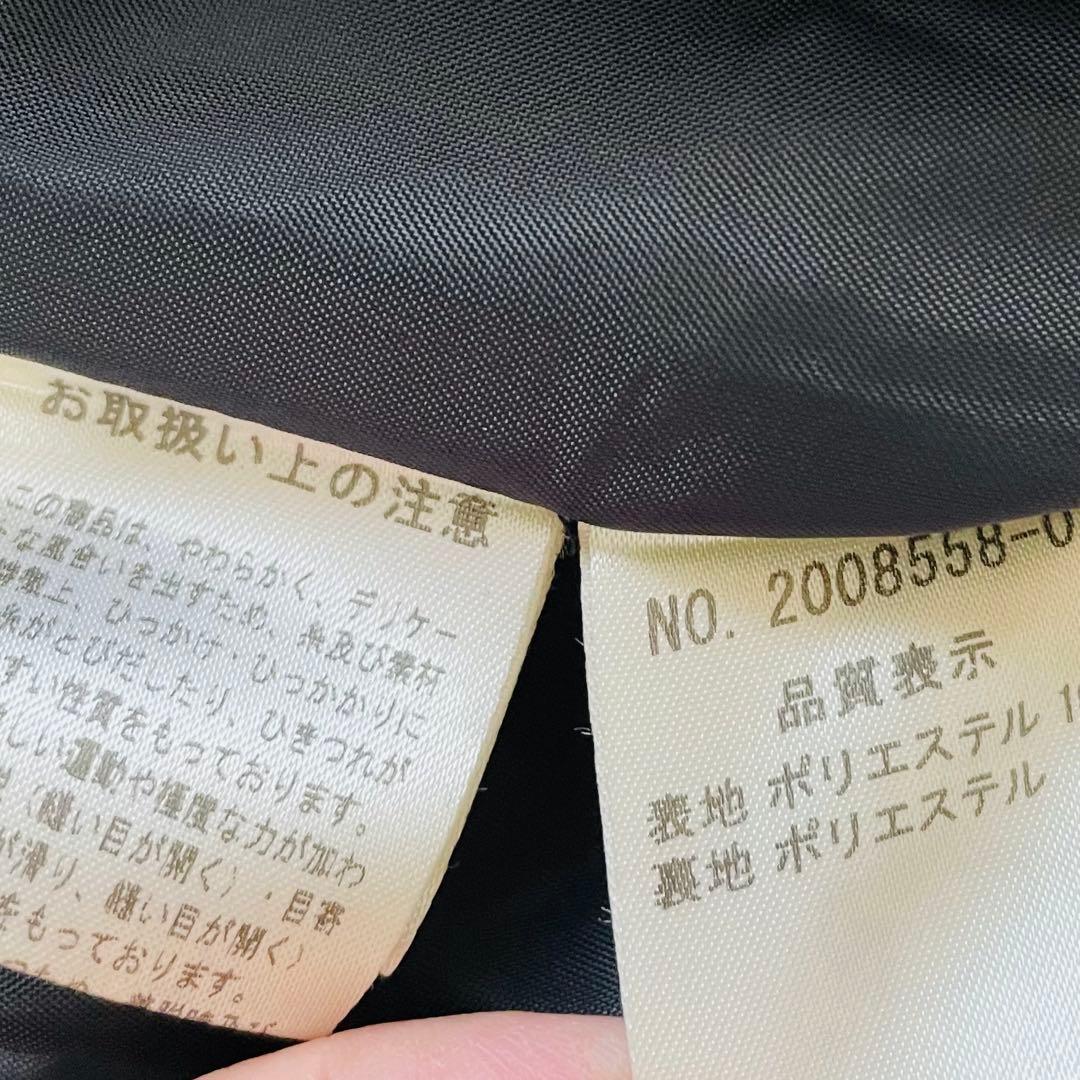 お取扱い上の注意
この商品は、やわらかく、デリケー
な風合いを出すため、糸及び素材
特徴上、ひっかけ・ひっかかりに
糸がとびだしたり、ひきつれが
すい性質をもっております。
しい運動や極度な力が加わ
（縫い目が開く）・目寄
が滑り、縫い目が開く）
をもっております。
NO. 2008558-0
品質表示
表地 ポリエステル 1
裏地 ポリエステル